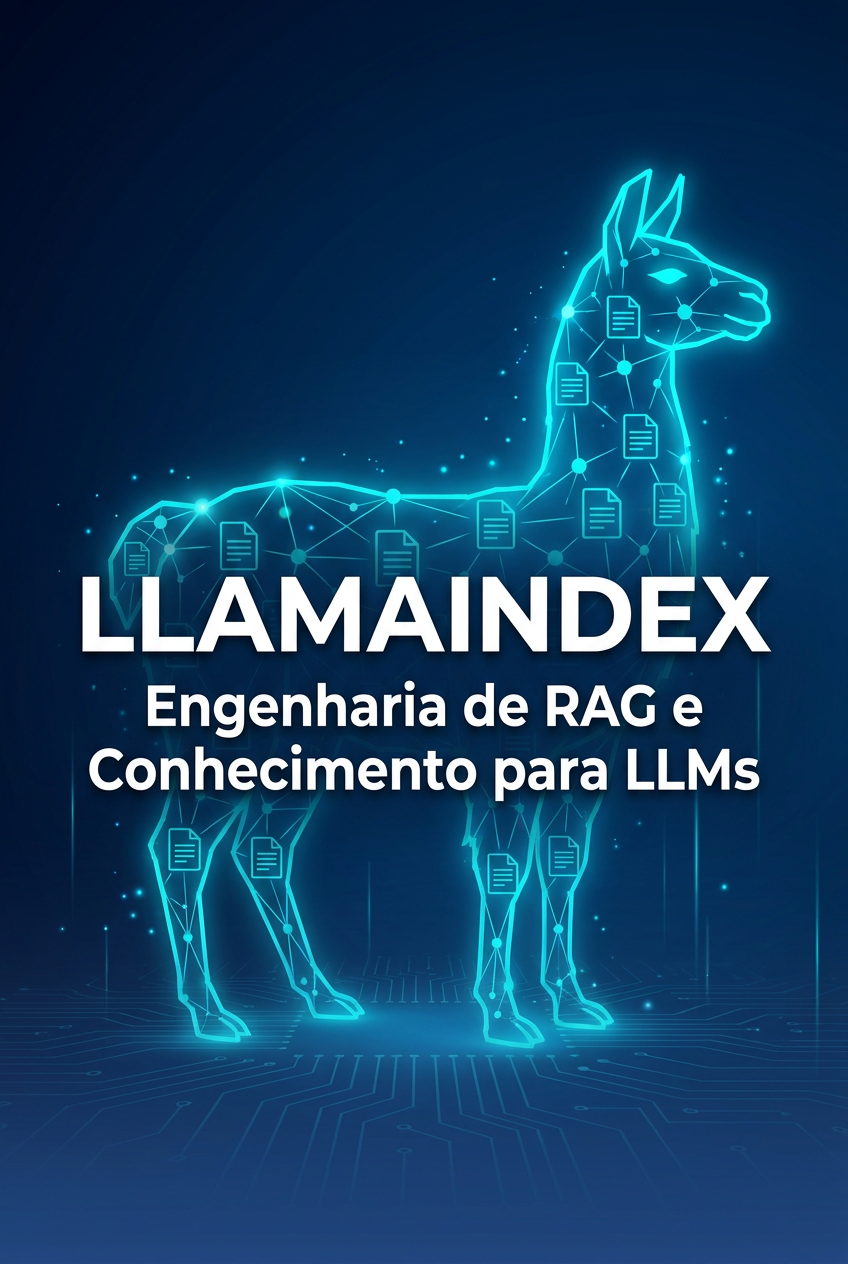 LLAMAINDEX
Engenharia de RAG e
Conhecimento para LLMs